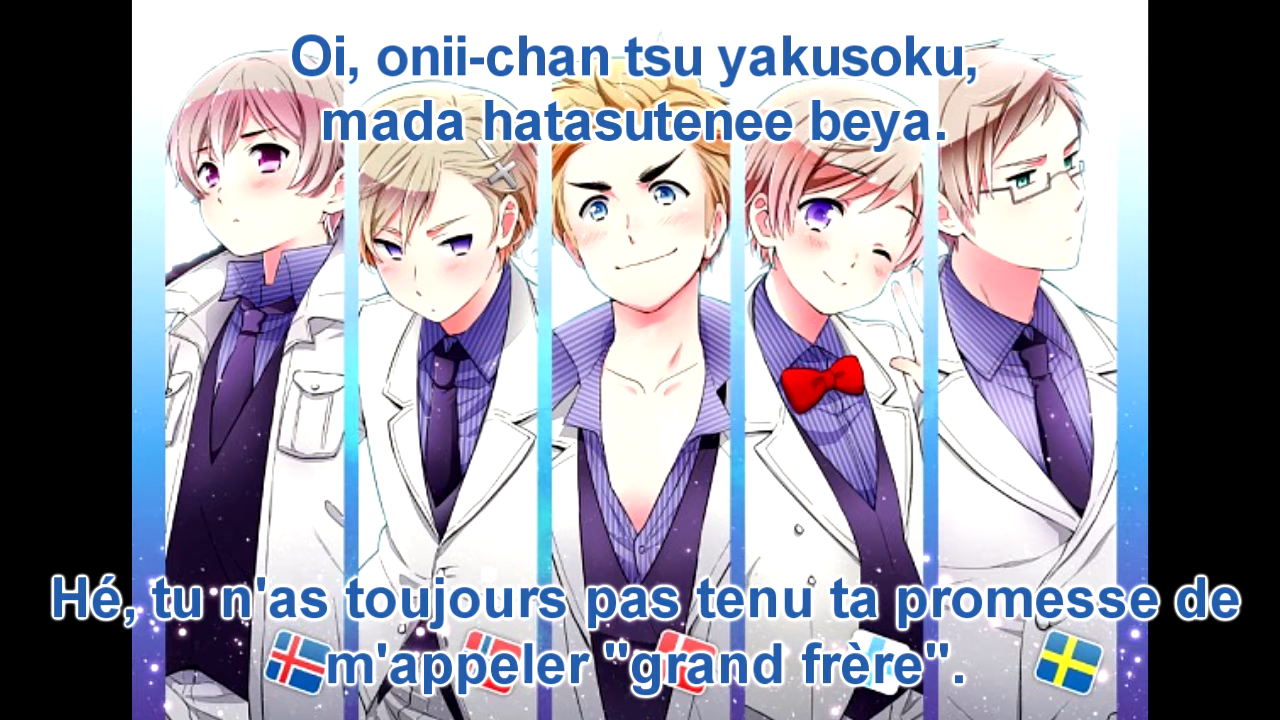 Oi, onii-chan tsu yakusoku,
mada hatasutenee beya.
Hé, tu n'as toujours pas tenu ta promesse de
m'appeler "grand frère".